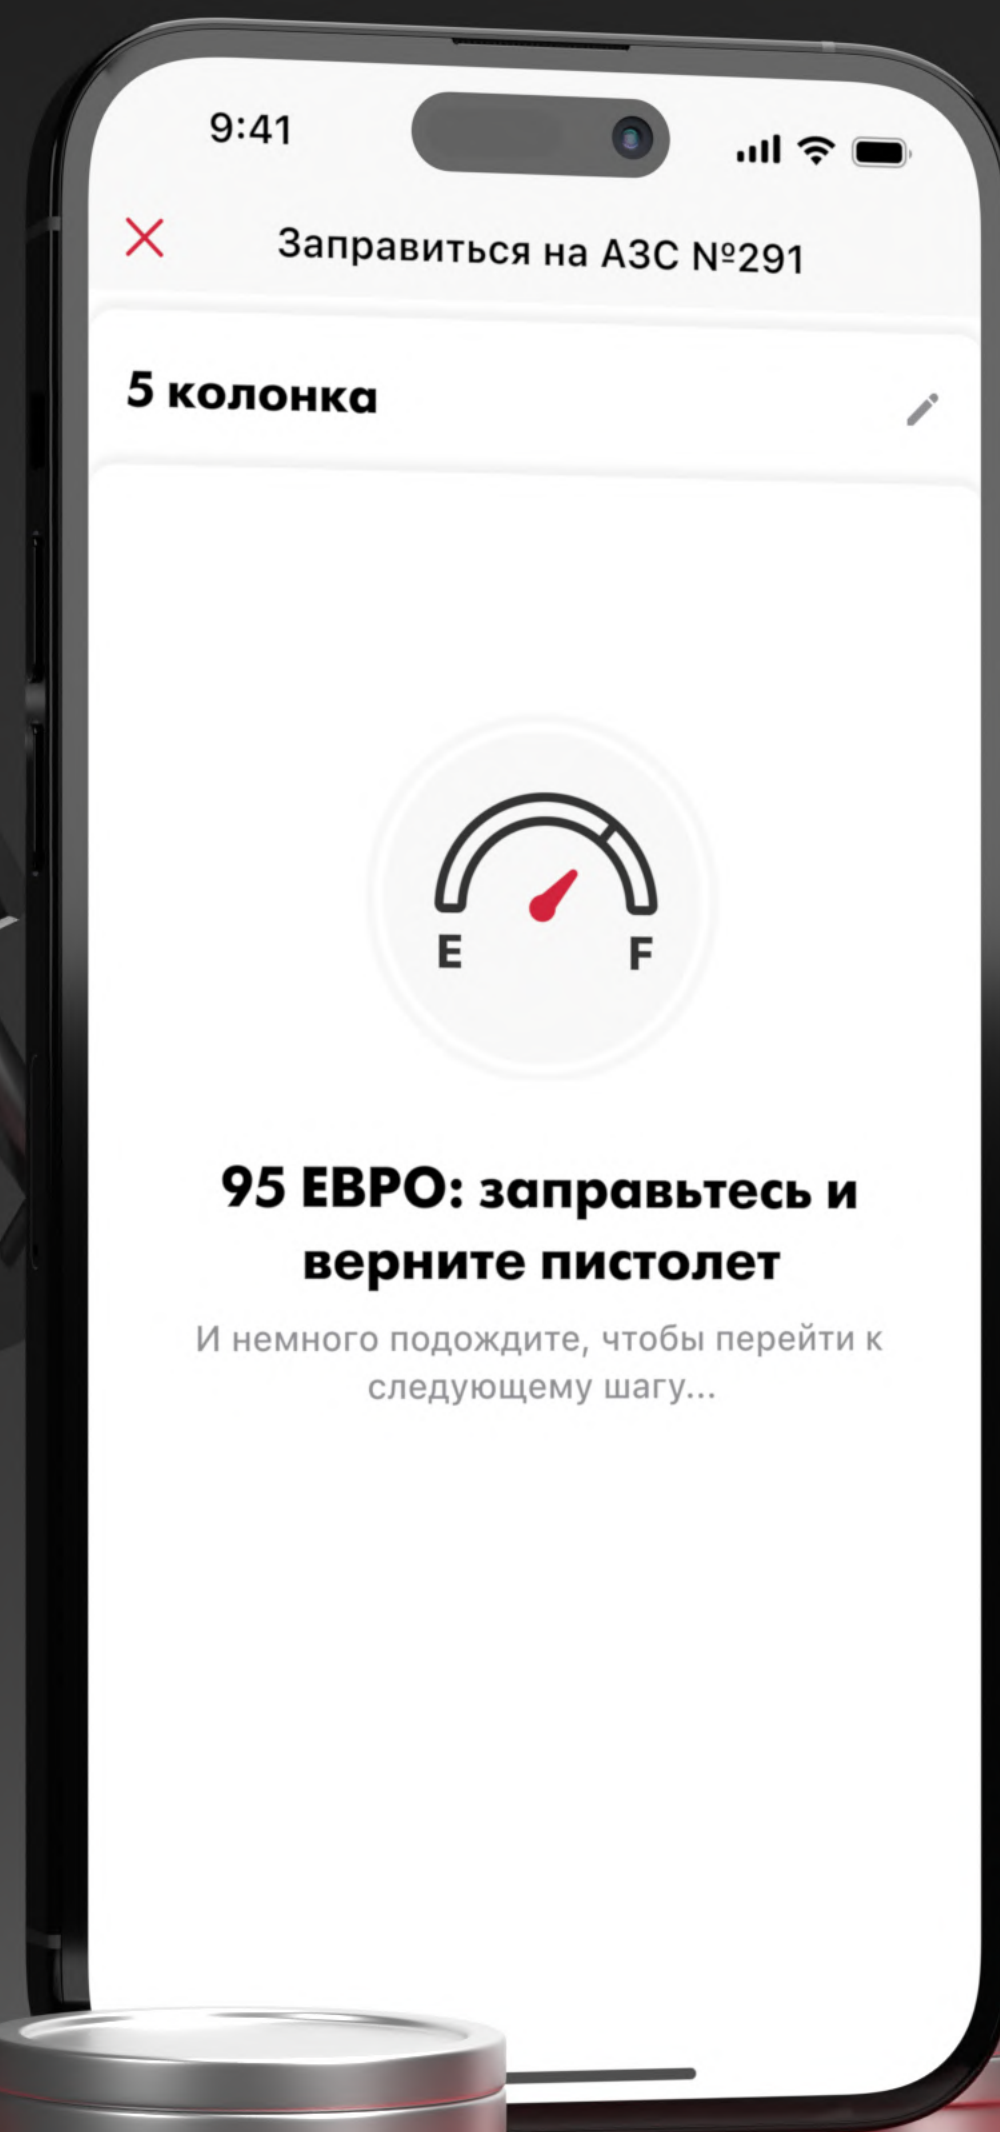 9:41
Заправиться на АЗС №291
5 колонка
E F
95 ЕВРО: заправьтесь и
верните пистолет
И немного подождите, чтобы перейти к
следующему шагу...